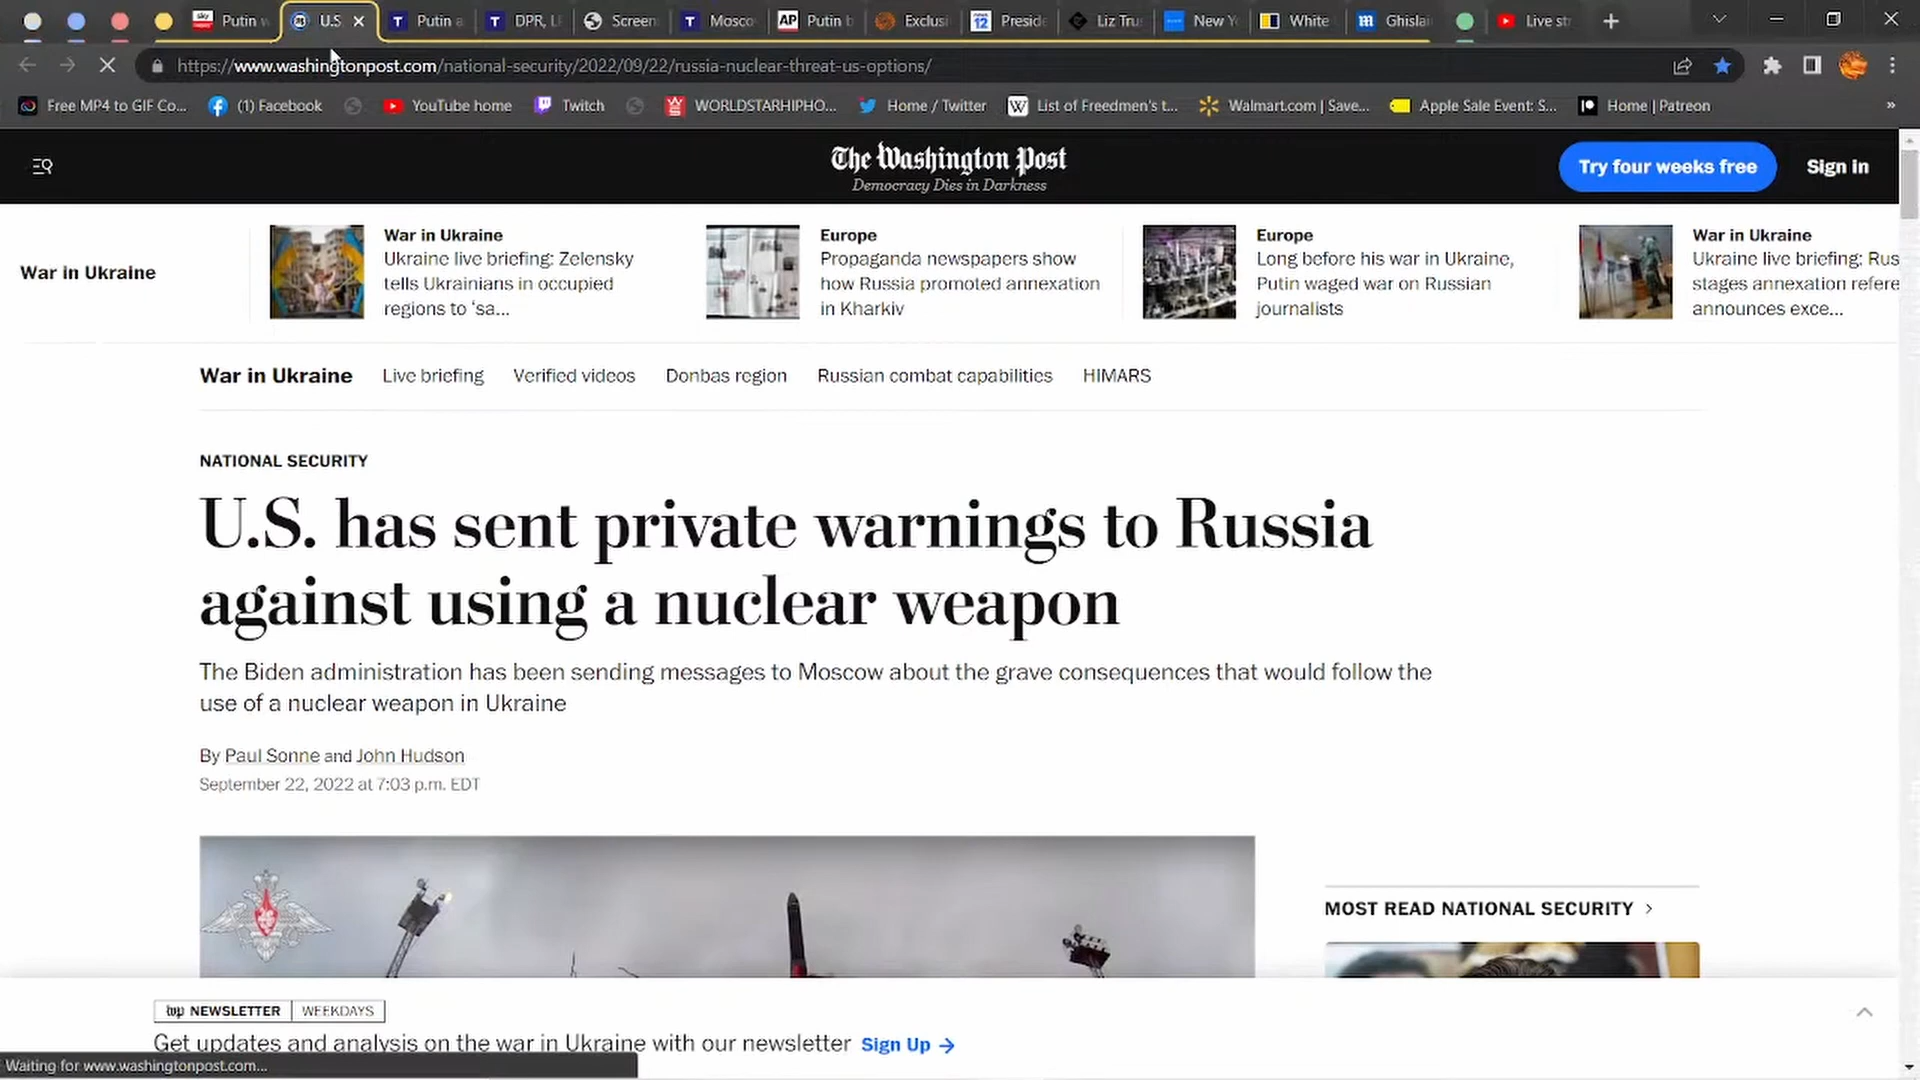 Putin w
U.S
Putin a
DPR, L
Screen
Mosco
AP Putin b
Exclusi
12 Preside
Liz Trus
New Y
White
Ghislai
Live str
https://www.washingtonpost.com/national-security/2022/09/22/russia-nuclear-threat-us-options/
Free MP4 to GIF Co...
(1) Facebook
YouTube home
Twitch
WORLDSTARHIPHO...
Home / Twitter
List of Freedmen's t...
Walmart.com | Save...
Apple Sale Event: S...
Home | Patreon
The Washington Post
Democracy Dies in Darkness
Try four weeks free
Sign in
War in Ukraine
War in Ukraine
Ukraine live briefing: Zelensky
tells Ukrainians in occupied
regions to ‘sa...
Europe
Propaganda newspapers show
how Russia promoted annexation
in Kharkiv
Europe
Long before his war in Ukraine,
Putin waged war on Russian
journalists
War in Ukraine
Ukraine live briefing: Rus
stages annexation refere
announces exce...
War in Ukraine Live briefing Verified videos Donbas region Russian combat capabilities HIMARS
NATIONAL SECURITY
U.S. has sent private warnings to Russia
against using a nuclear weapon
The Biden administration has been sending messages to Moscow about the grave consequences that would follow the
use of a nuclear weapon in Ukraine
By Paul Sonne and John Hudson
September 22, 2022 at 7:03 p.m. EDT
MOST READ NATIONAL SECURITY >
wp NEWSLETTER WEEKDAYS
Get updates and analysis on the war in Ukraine with our newsletter Sign Up →
Waiting for www.washingtonpost.com...